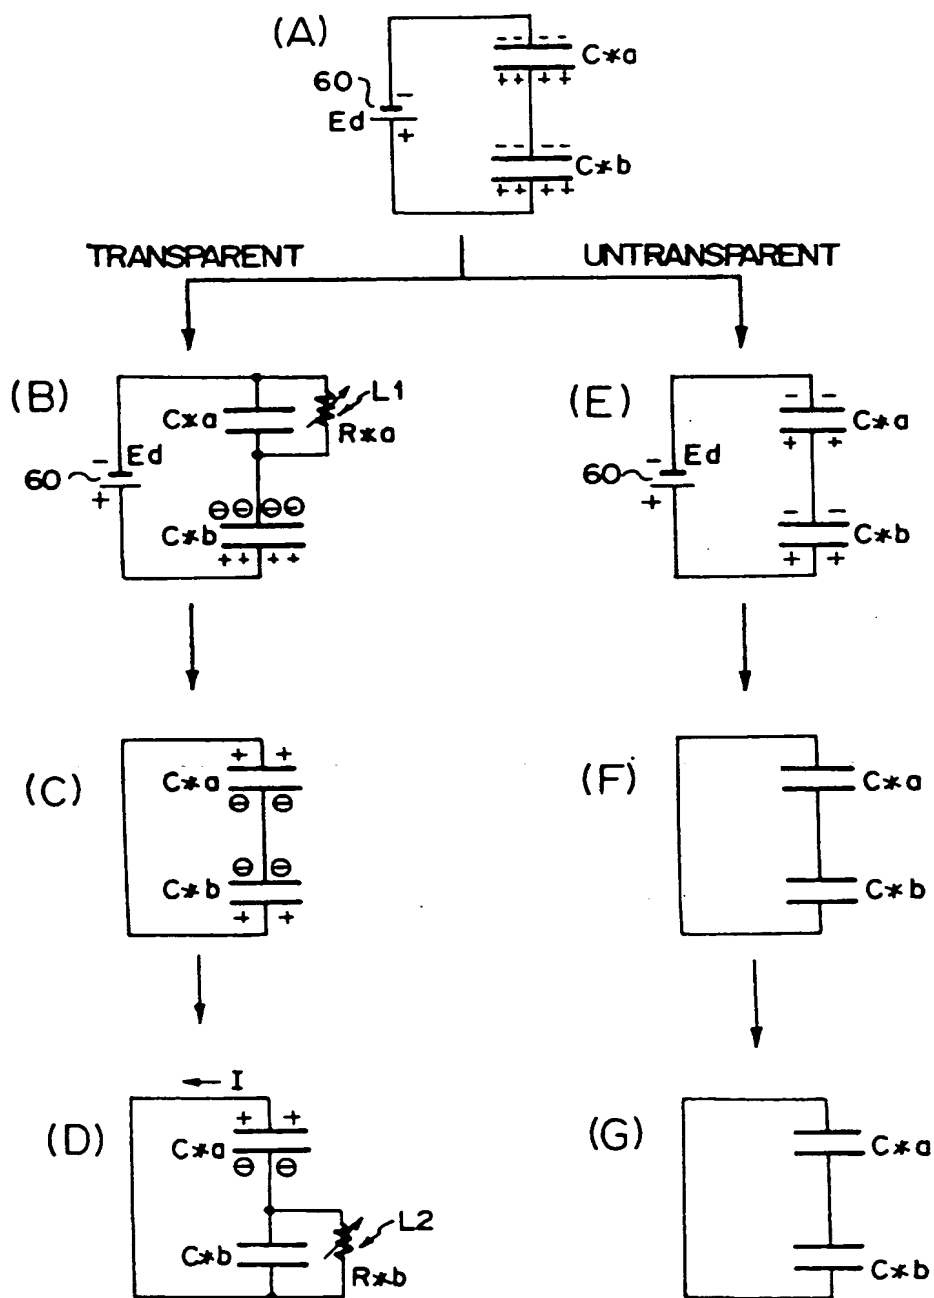 (A)
- - - -
C*a
+ + + +
60
-
Ed
+
- - - -
C*b
+ + + +
TRANSPARENT
UNTRANSPARENT
(B)
L1
C*a
R*a
-
Ed
60
+
⊖ ⊖ ⊖ ⊖
C*b
+ + + +
(E)
- -
C*a
+ +
-
Ed
60
+
- -
C*b
+ +
(C)
+ +
C*a
⊖ ⊖
⊖ ⊖
C*b
+ +
(F)
C*a
C*b
← I
(D)
+ +
C*a
⊖ ⊖
L2
C*b
R*b
(G)
C*a
C*b